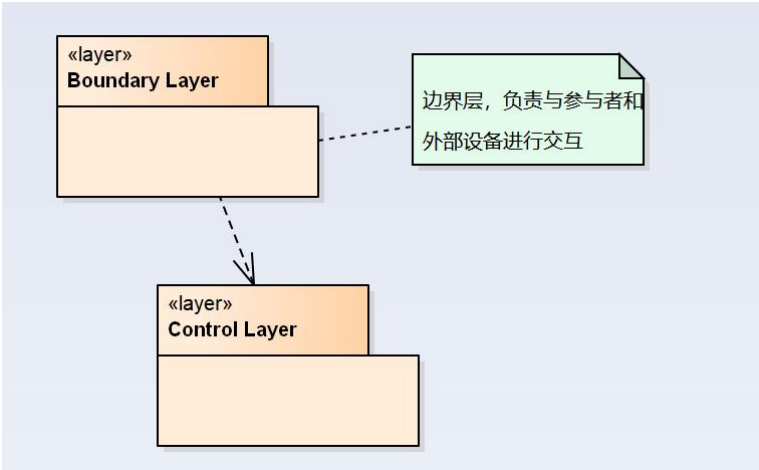 «layer»
Boundary Layer
边界层，负责与参与者和
外部设备进行交互
«layer»
Control Layer